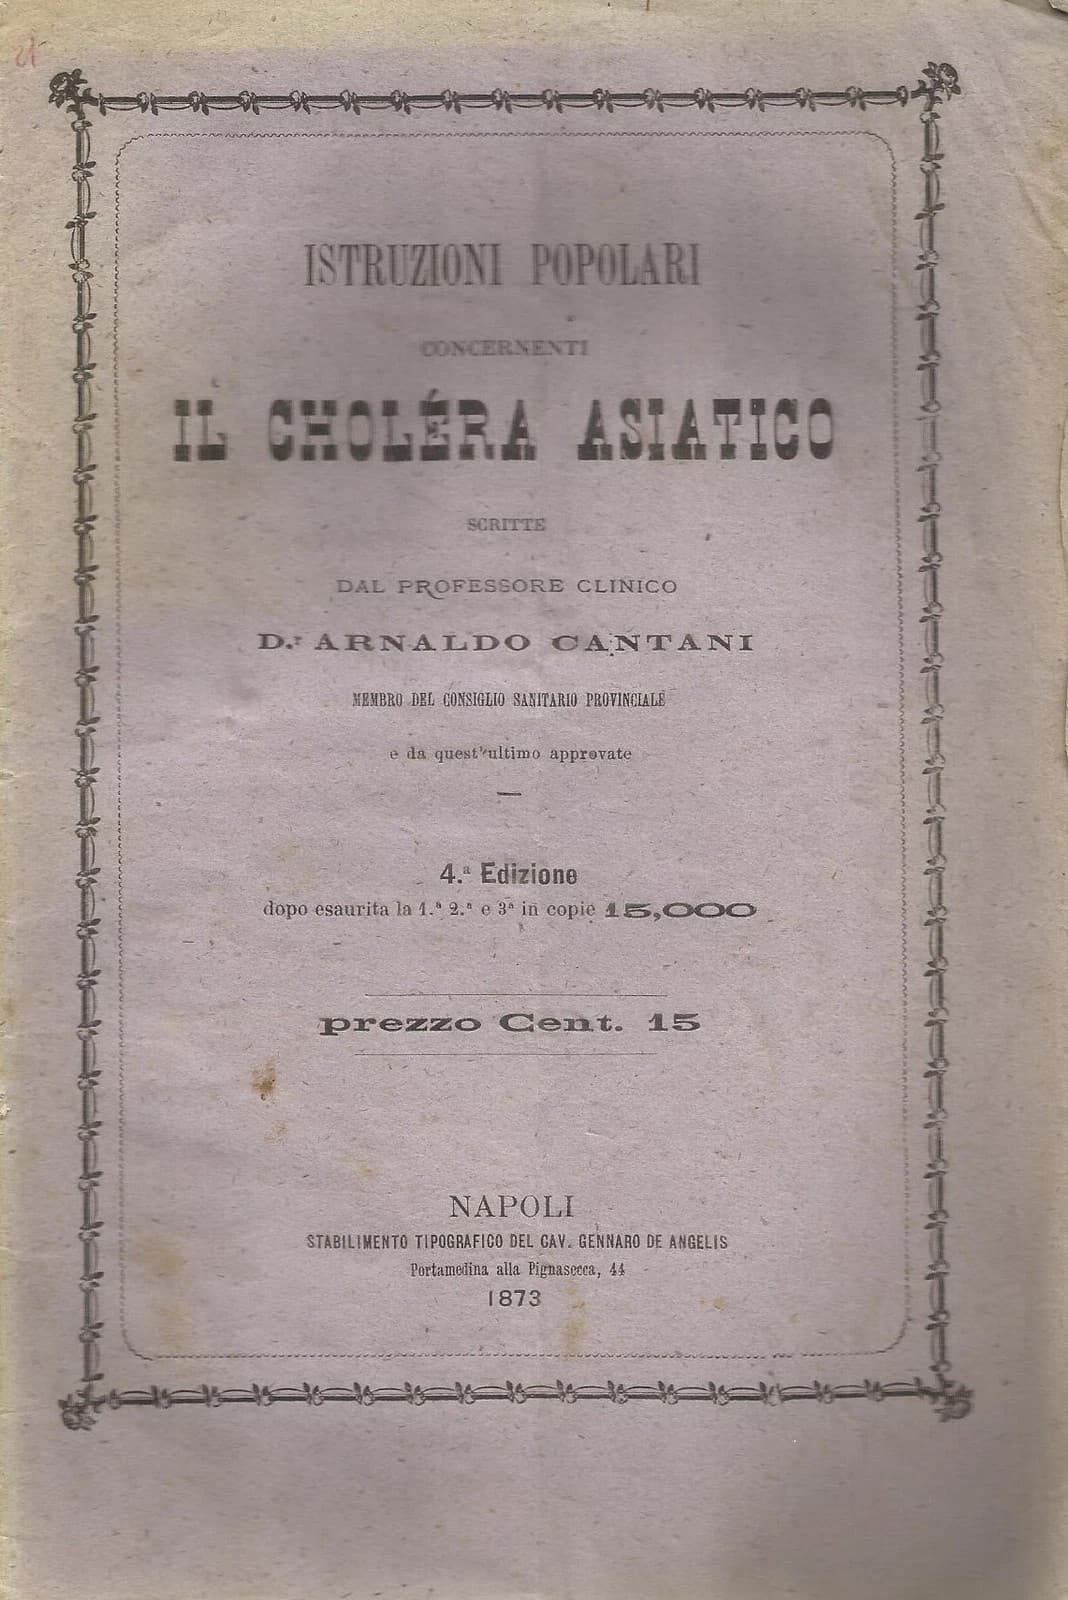 ISTRUZIONI POPOLARI
CONCERNENTI
IL CHOLÉRA ASIATICO
SCRITTE
DAL PROFESSORE CLINICO
D.r ARNALDO CANTANI
MEMBRO DEL CONSIGLIO SANITARIO PROVINCIALE
e da quest'ultimo approvate
4.a Edizione
dopo esaurita la 1.a 2.a e 3a in copie 15,000
prezzo Cent. 15
NAPOLI
STABILIMENTO TIPOGRAFICO DEL CAV. GENNARO DE ANGELIS
Portamedina alla Pignasecca, 44
1873